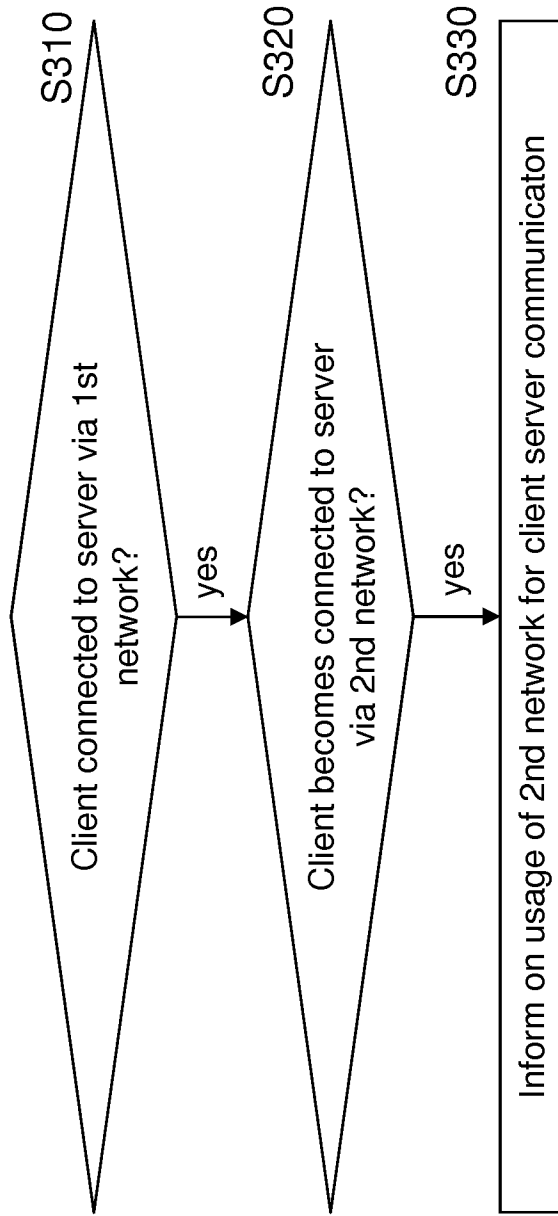 S310
Client connected to server via 1st
network?
yes
S320
Client becomes connected to server
via 2nd network?
yes
S330
Inform on usage of 2nd network for client server communicaton